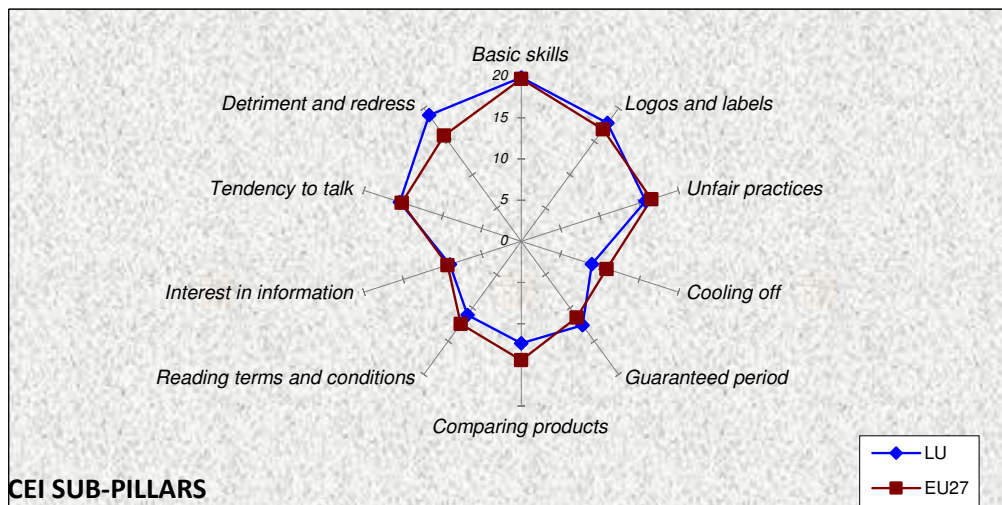 Basic skills
20
Detriment and redress
Logos and labels
15
10
Tendency to talk
Unfair practices
5
0
Interest in information
Cooling off
Reading terms and conditions
Guaranteed period
Comparing products
LU
EU27
CEI SUB-PILLARS